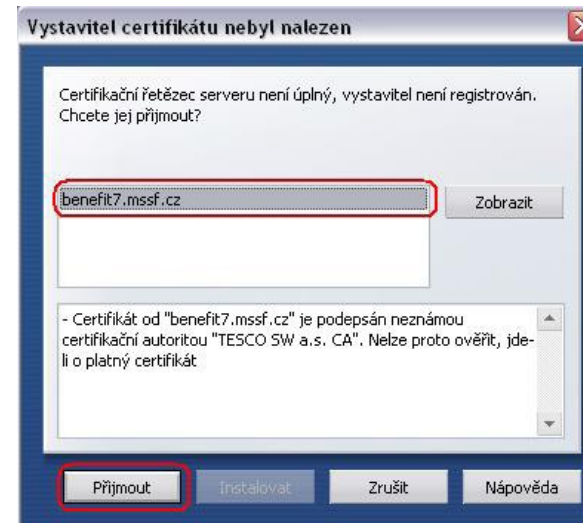 Vystavitel certifikátu nebyl nalezen
Certifikační řetězec serveru není úplný, vystavitel není registrován.
Chcete jej přijmout?
benefit7.mssf.cz
Zobrazit
- Certifikát od "benefit7.mssf.cz" je podepsán neznámou
certifikační autoritou "TESCO SW a.s. CA". Nelze proto ověřit, jde-
li o platný certifikát
Přijmout
Instalovat
Zrušit
Nápověda